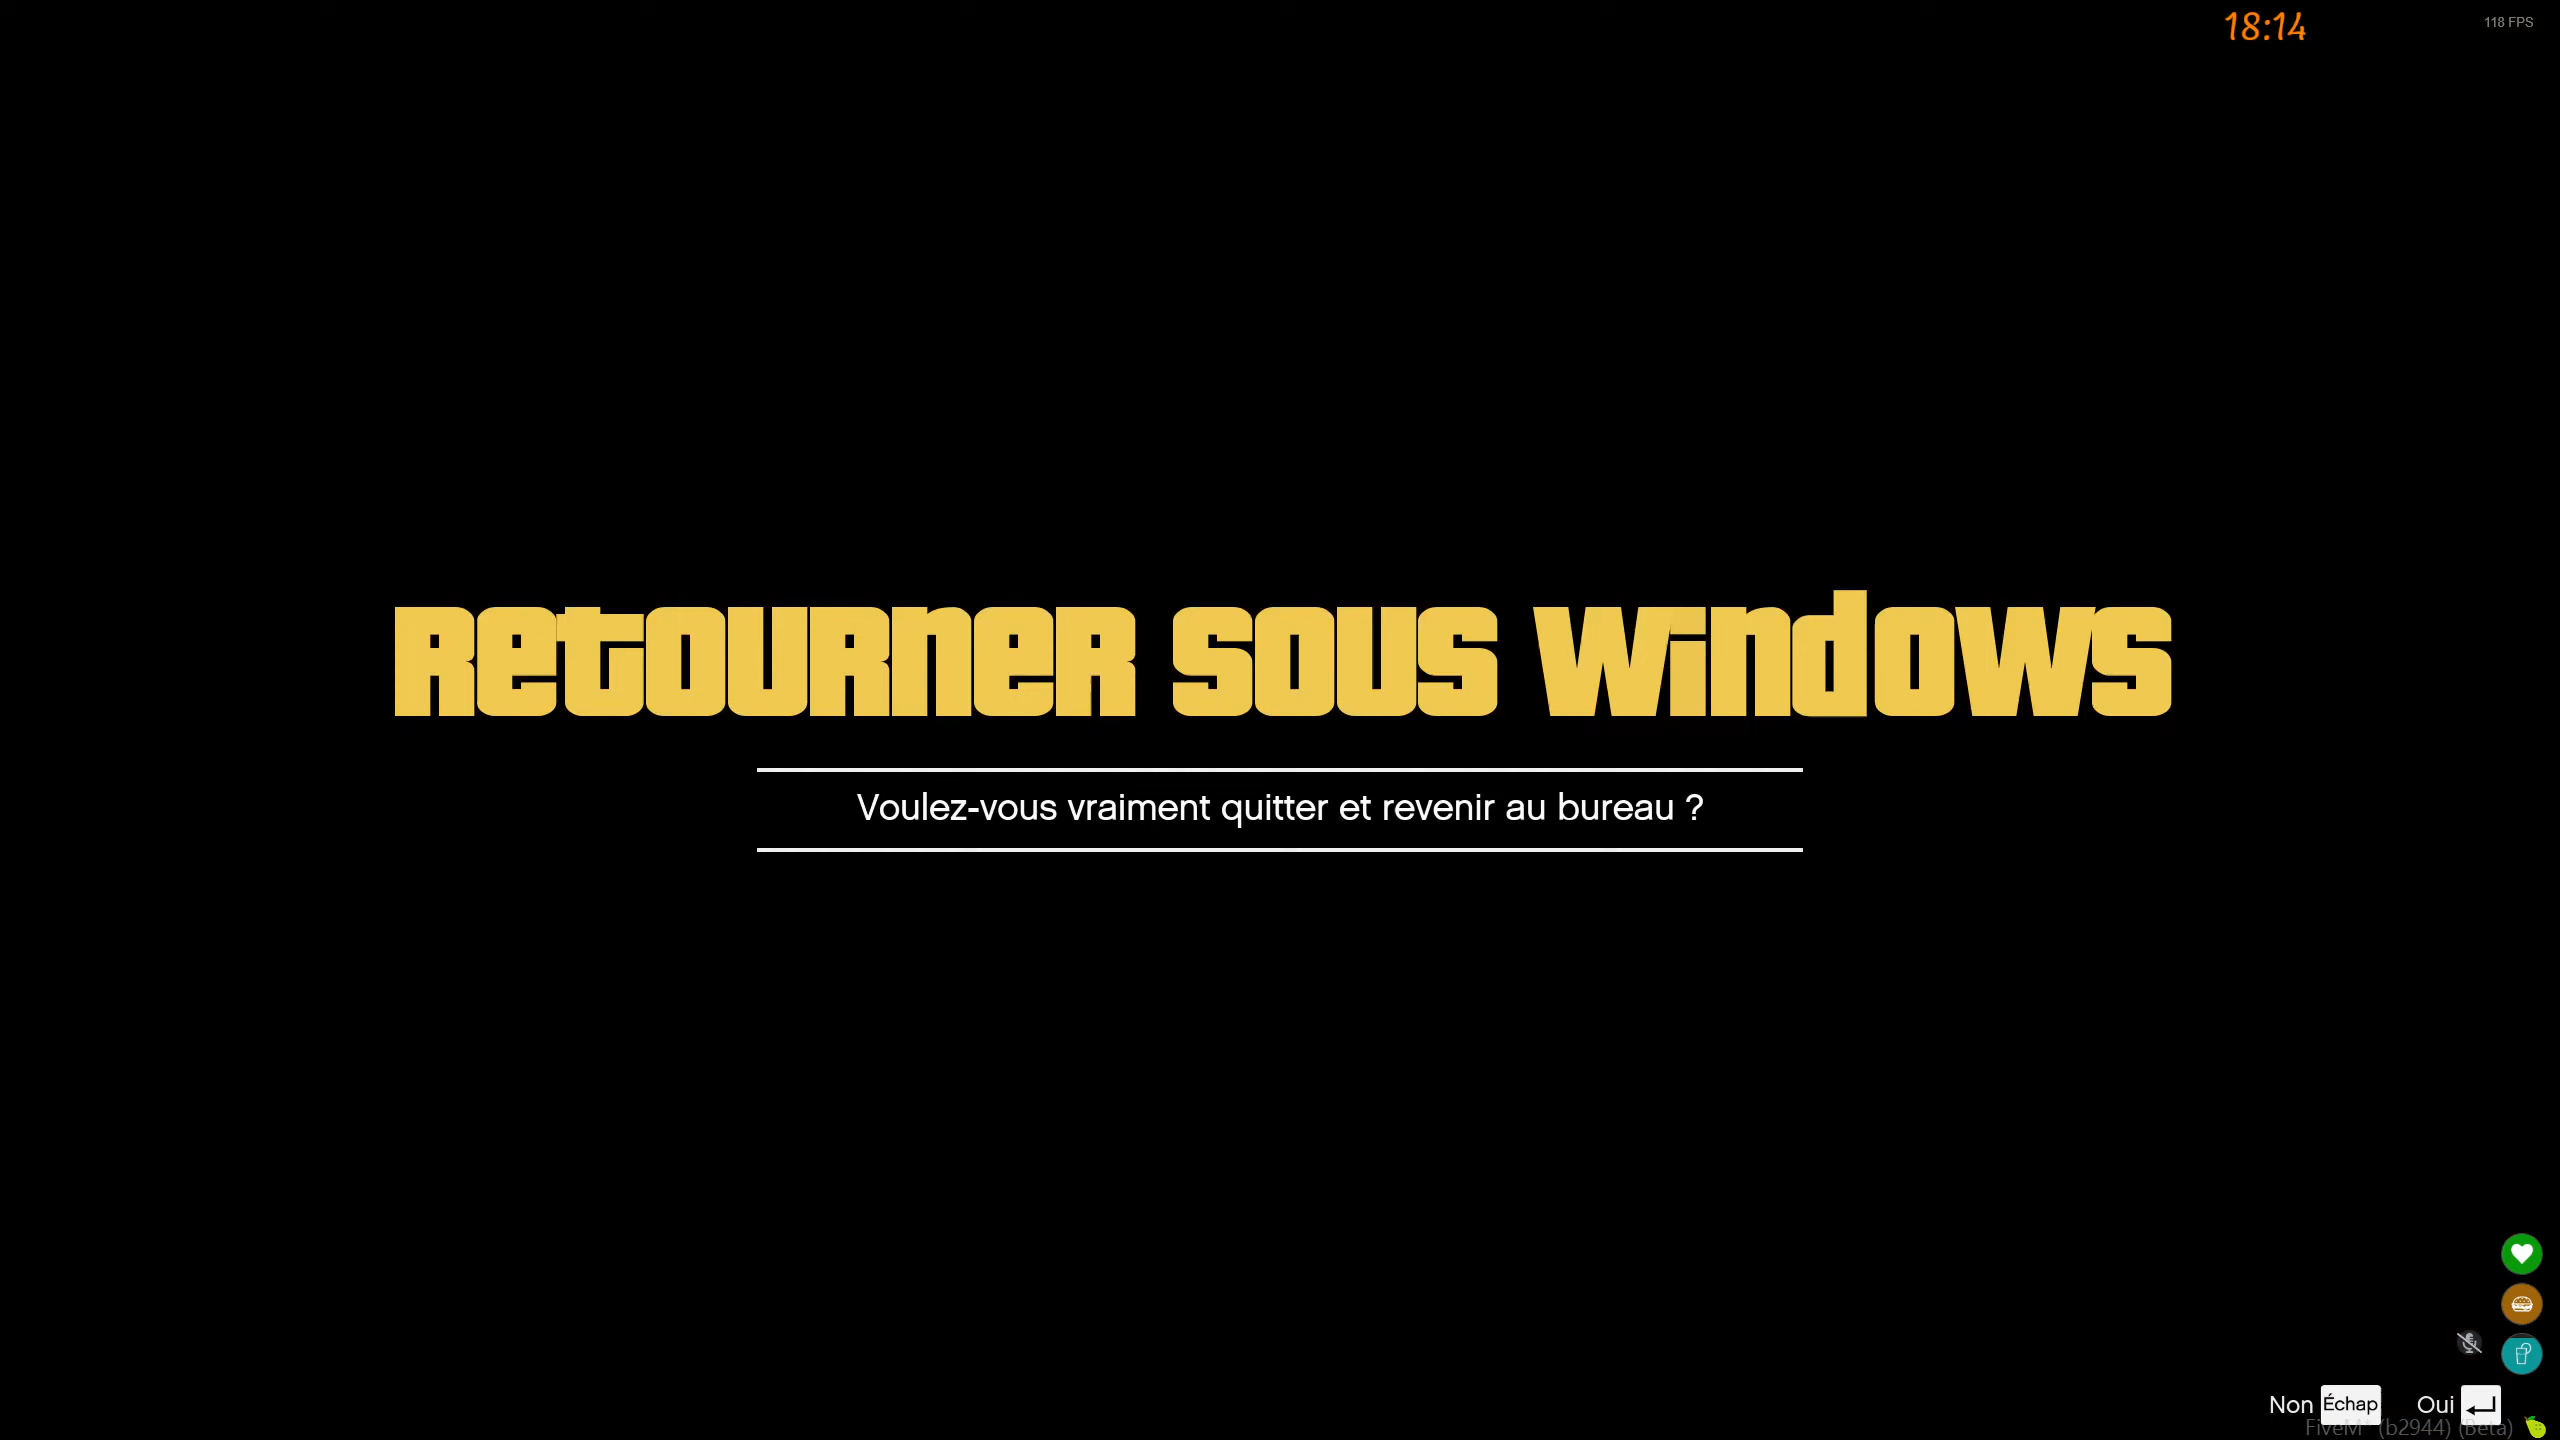 18:14
118 FPS
Retourner sous Windows
Voulez-vous vraiment quitter et revenir au bureau ?
Non Échap Oui
FiveM* (b2944) (Beta)